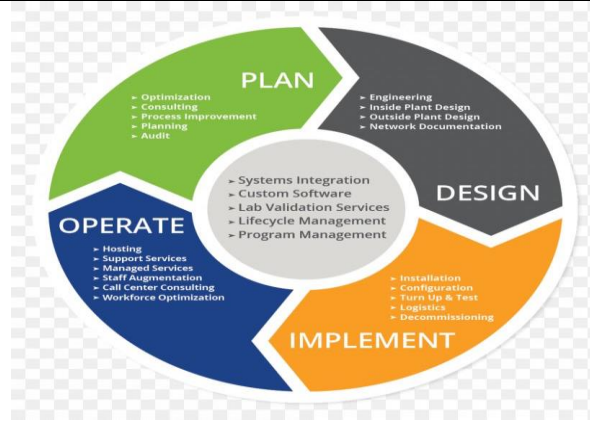 PLAN
➢ Optimization
➢ Consulting
➢ Process Improvement
➢ Planning
➢ Audit
➢ Engineering
➢ Inside Plant Design
➢ Outside Plant Design
➢ Network Documentation
DESIGN
➢ Systems Integration
➢ Custom Software
➢ Lab Validation Services
➢ Lifecycle Management
➢ Program Management
OPERATE
➢ Hosting
➢ Support Services
➢ Managed Services
➢ Staff Augmentation
➢ Call Center Consulting
➢ Workforce Optimization
➢ Installation
➢ Configuration
➢ Turn Up & Test
➢ Logistics
➢ Decommissioning
IMPLEMENT